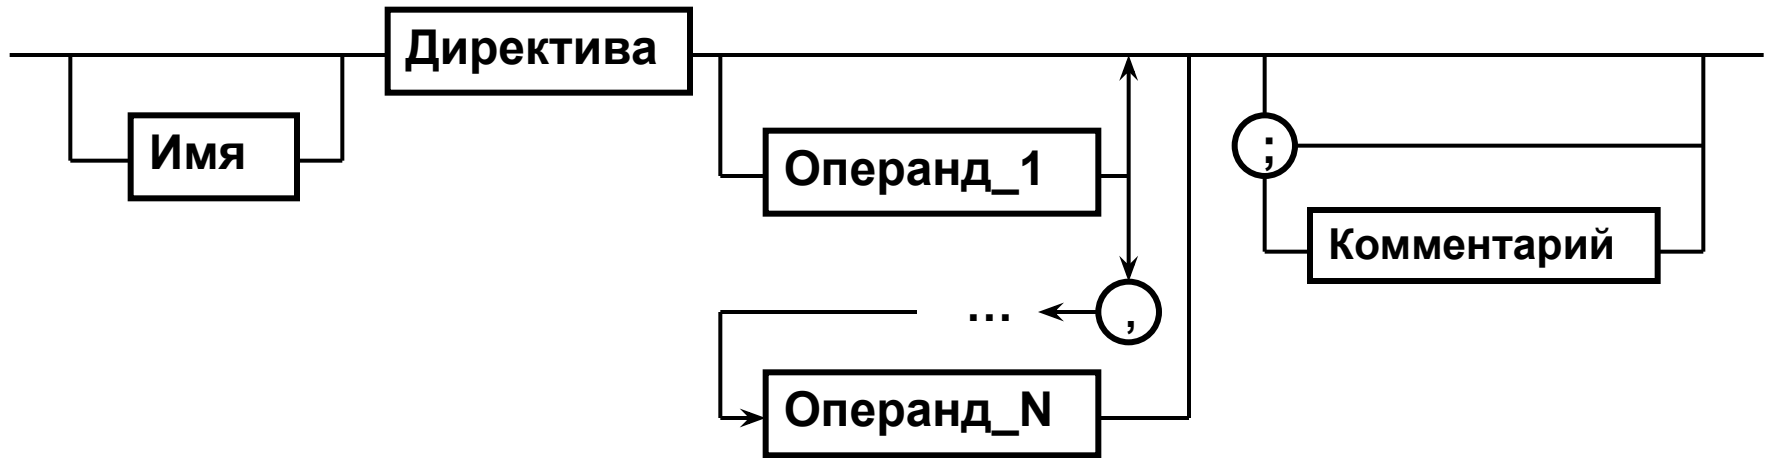 Директива
Имя
Операнд_1
;
Комментарий
... ,
Операнд_N